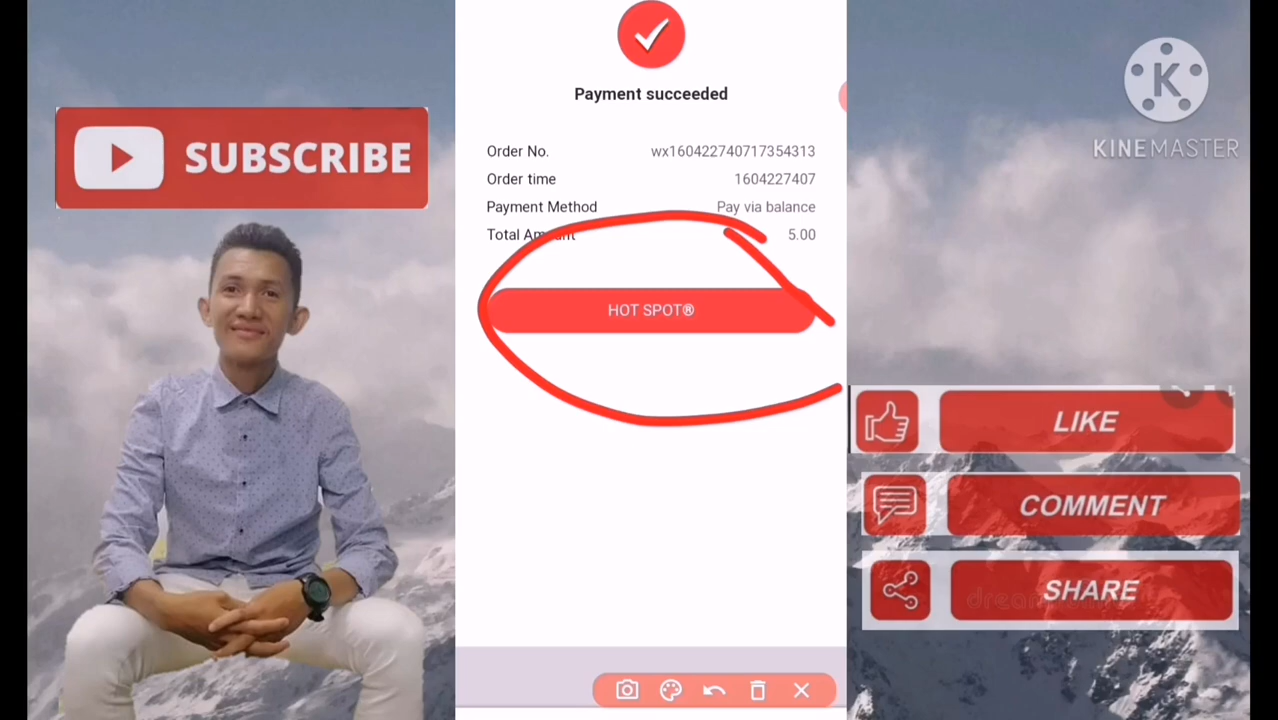 SUBSCRIBE
Payment succeeded
Order No. wx160422740717354313
Order time 1604227407
Payment Method Pay via balance
Total Amount 5.00
HOT SPOT®
K
KINEMASTER
LIKE
COMMENT
SHARE